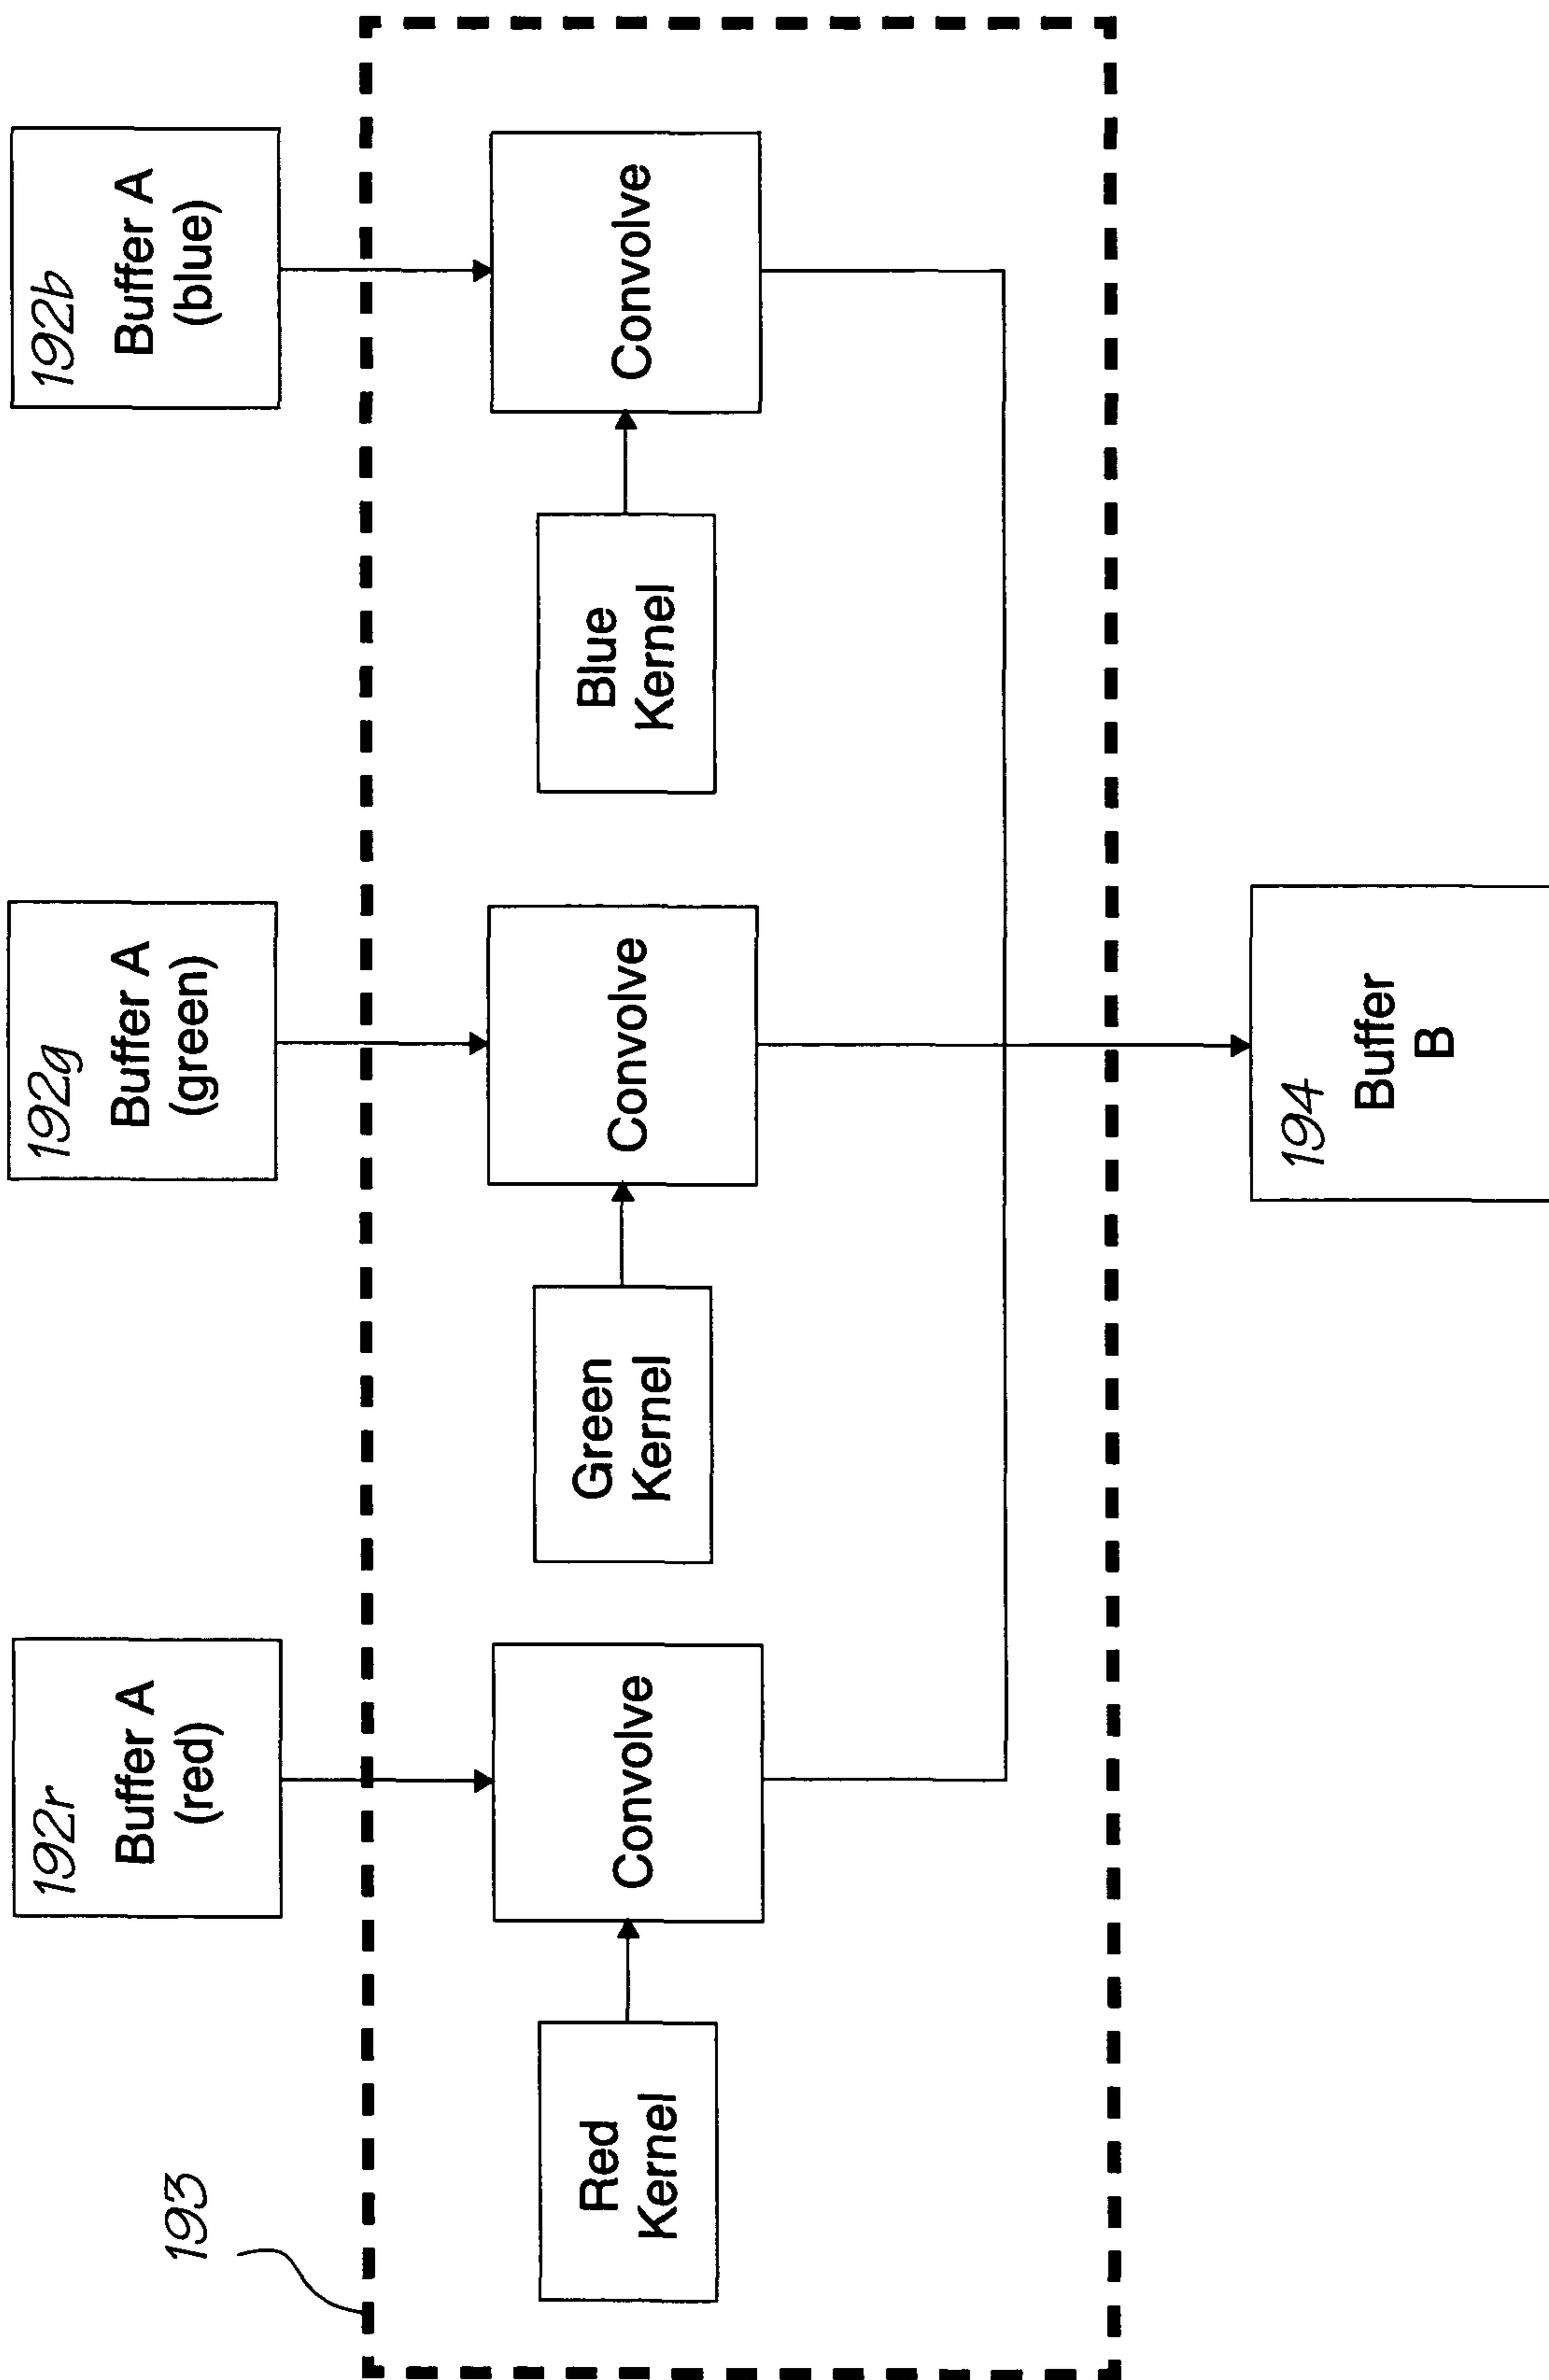 192r
Buffer A
(red)
192g
Buffer A
(green)
192b
Buffer A
(blue)
193
Red
Kernel
Convolve
Green
Kernel
Convolve
Blue
Kernel
Convolve
194
Buffer
B